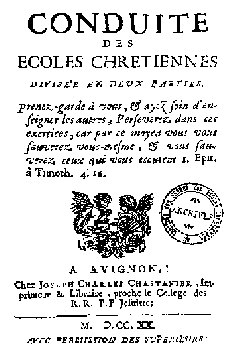 CONDUITE
DES
ECOLES CHRETIENNES
DIVISÉE EN DEUX PARTIES.
Prenez-garde à vous, & ayez soin d'en-
seigner les autres, Perseverez dans ces
exercices, car par ce moyen vous vous
sauverez vous-mesme, & vous sau-
verez ceux qui vous écoutent 1. Epit.
à Timoth. 4. 16.
A AVIGNON,
Chez JOSEPH CHARLES CHASTANIER, Im-
primeur & Libraire, proche le College des
R. R. P. P Jesuites:
M. D. CC. XX.
AVEC PERMISSION DES SUPERIEURS.